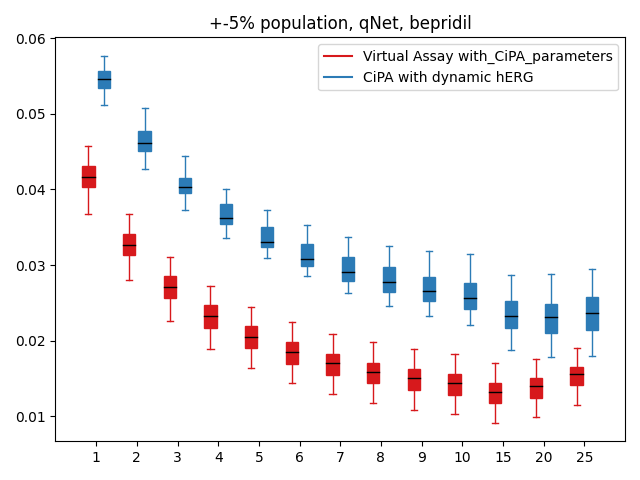 +-5% population, qNet, bepridil
Virtual Assay with_CiPA_parameters
CiPA with dynamic hERG
0.06
0.05
0.04
0.03
0.02
0.01
1 2 3 4 5 6 7 8 9 10 15 20 25